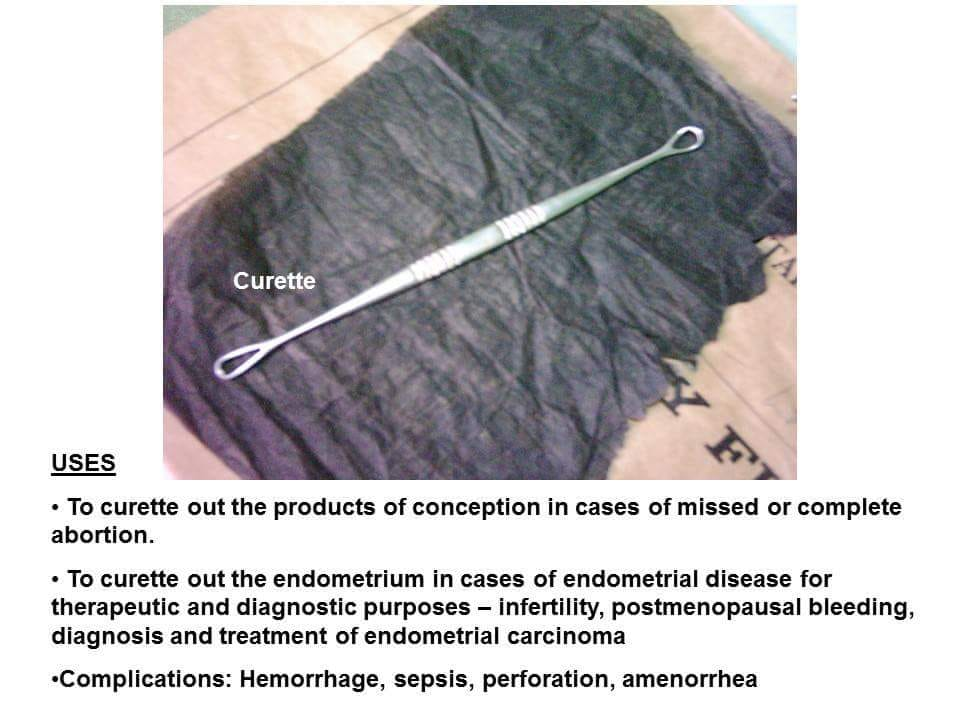 Curette
Y FI
USES
• To curette out the products of conception in cases of missed or complete
abortion.
• To curette out the endometrium in cases of endometrial disease for
therapeutic and diagnostic purposes – infertility, postmenopausal bleeding,
diagnosis and treatment of endometrial carcinoma
•Complications: Hemorrhage, sepsis, perforation, amenorrhea